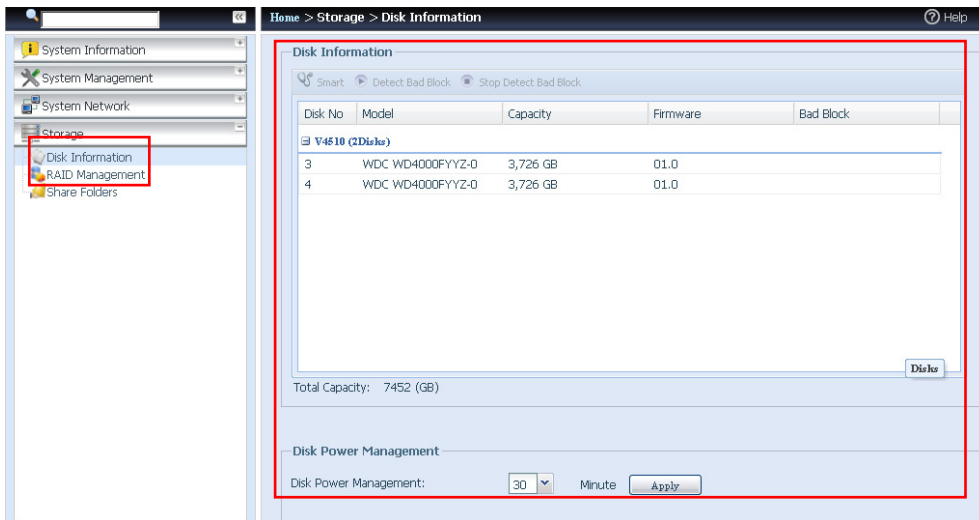 Home > Storage > Disk Information
Help
System Information
System Management
System Network
Storage
Disk Information
RAID Management
Share Folders
Disk Information
Smart Detect Bad Block Stop Detect Bad Block
Disk No Model Capacity Firmware Bad Block
V4510 (2Disks)
3 WDC WD4000FYYZ-0 3,726 GB 01.0
4 WDC WD4000FYYZ-0 3,726 GB 01.0
Disks
Total Capacity: 7452 (GB)
Disk Power Management
Disk Power Management: 30 Minute Apply